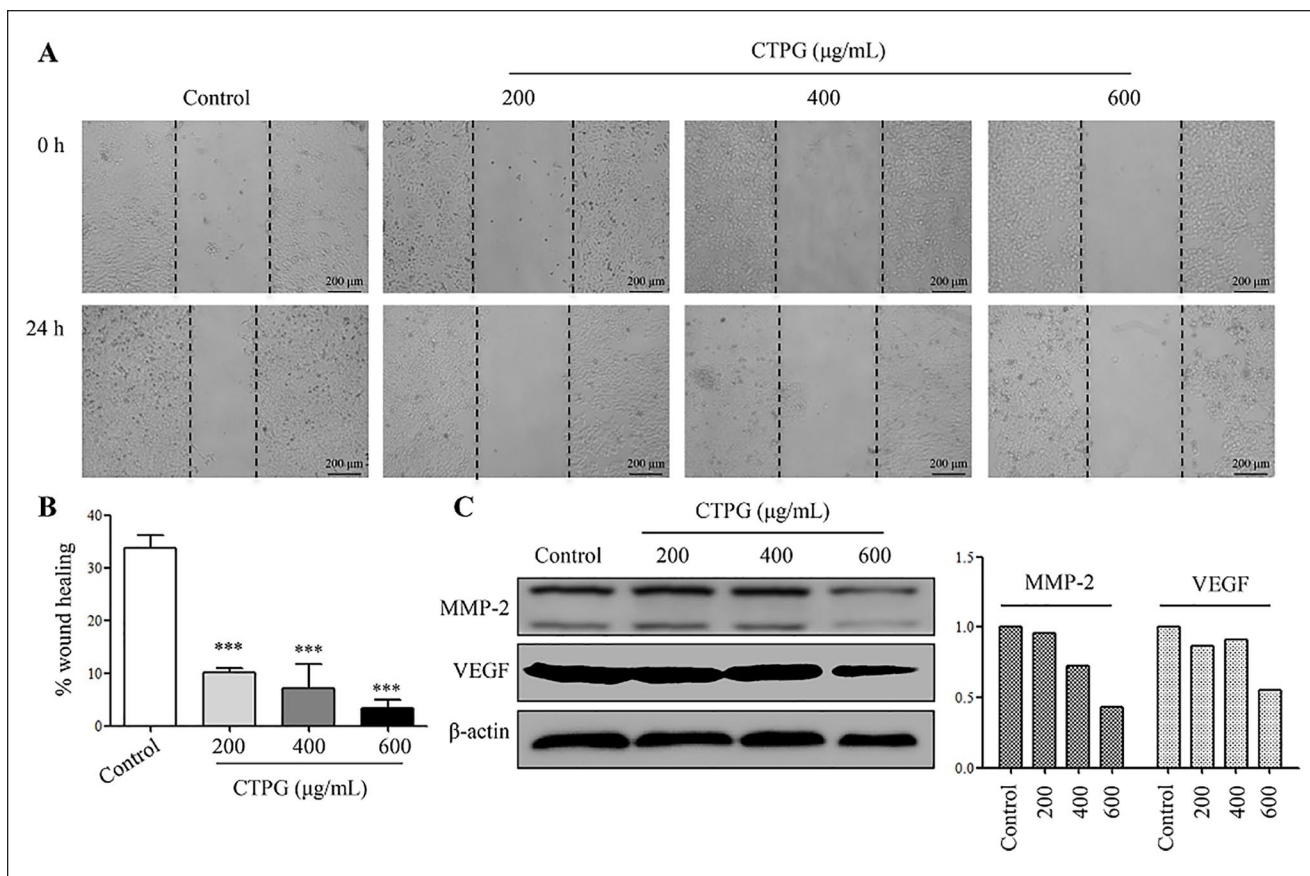 A
CTPG (μg/mL)
Control 200 400 600
0 h
200 μm 200 μm 200 μm 200 μm
24 h
200 μm 200 μm 200 μm 200 μm
B
% wound healing
40
30
20
10
0
***
***
***
Control 200 400 600
CTPG (μg/mL)
C
CTPG (μg/mL)
Control 200 400 600
MMP-2
VEGF
β-actin
1.5
1.0
0.5
0.0
MMP-2 VEGF
Control 200 400 600 Control 200 400 600